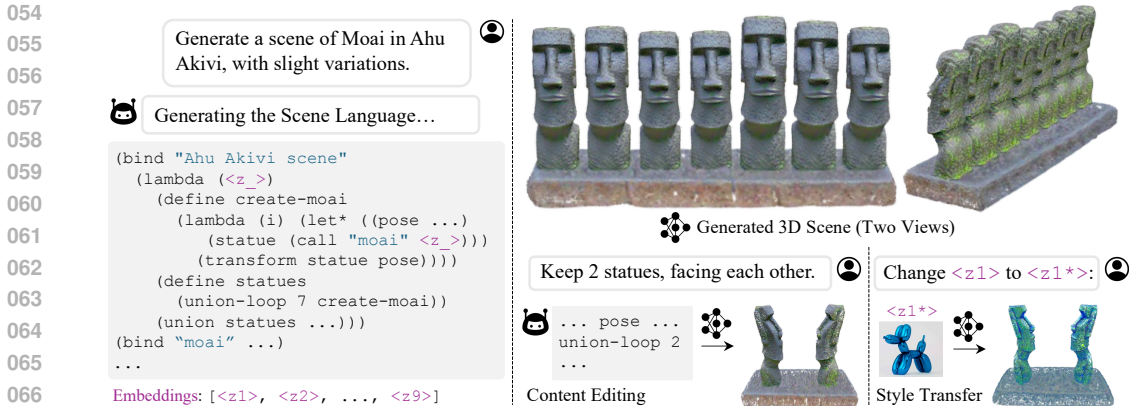 054
055
056
057
058
059
060
061
062
063
064
065
066
Generate a scene of Moai in Ahu
Akivi, with slight variations.
Generating the Scene Language…
(bind "Ahu Akivi scene"
  (lambda (<z_>)
    (define create-moai
      (lambda (i) (let* ((pose ...)
        (statue (call "moai" <z_>)))
       (transform statue pose))))
    (define statues
      (union-loop 7 create-moai))
    (union statues ...)))
(bind “moai” ...)
...
Embeddings: [<z1>, <z2>, ..., <z9>]
Generated 3D Scene (Two Views)
Keep 2 statues, facing each other.
... pose ...
union-loop 2
...
Content Editing
Change <z1> to <z1*>:
<z1*>
Style Transfer